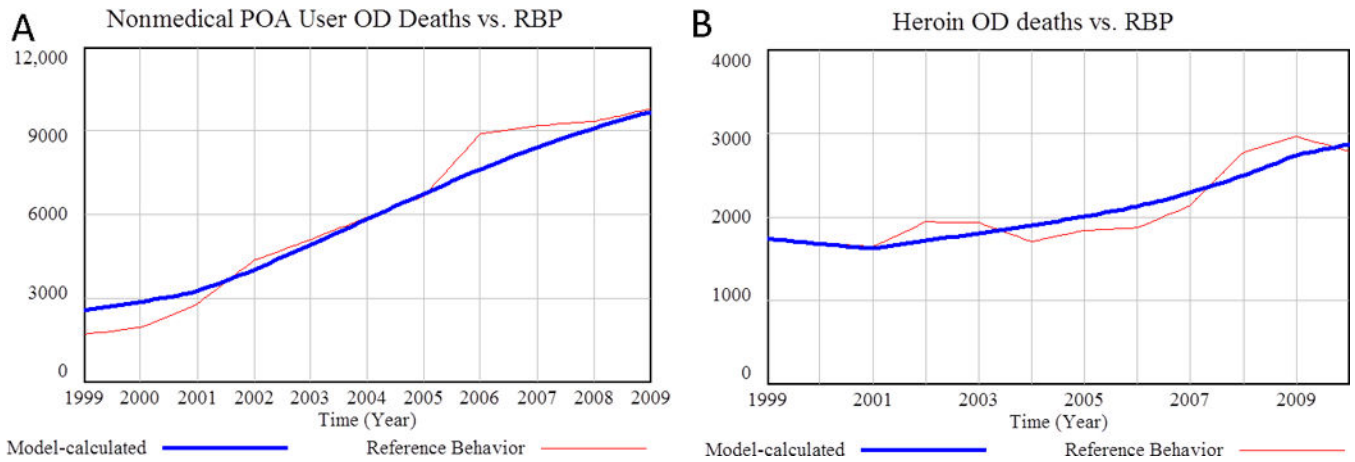 A
Nonmedical POA User OD Deaths vs. RBP
12,000
9000
6000
3000
0
1999 2000 2001 2002 2003 2004 2005 2006 2007 2008 2009
Time (Year)
Model-calculated
Reference Behavior
B
Heroin OD deaths vs. RBP
4000
3000
2000
1000
0
1999 2001 2003 2005 2007 2009
Time (Year)
Model-calculated
Reference Behavior